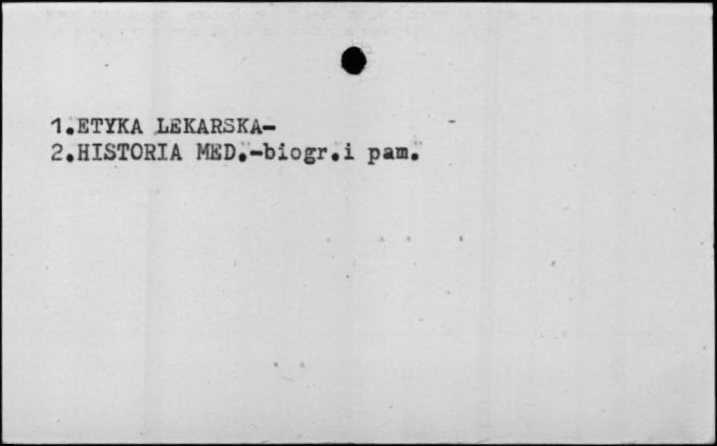 1.ETYKA LEKARSKA-
2.HISTORIA MED.-biogr.i pam.